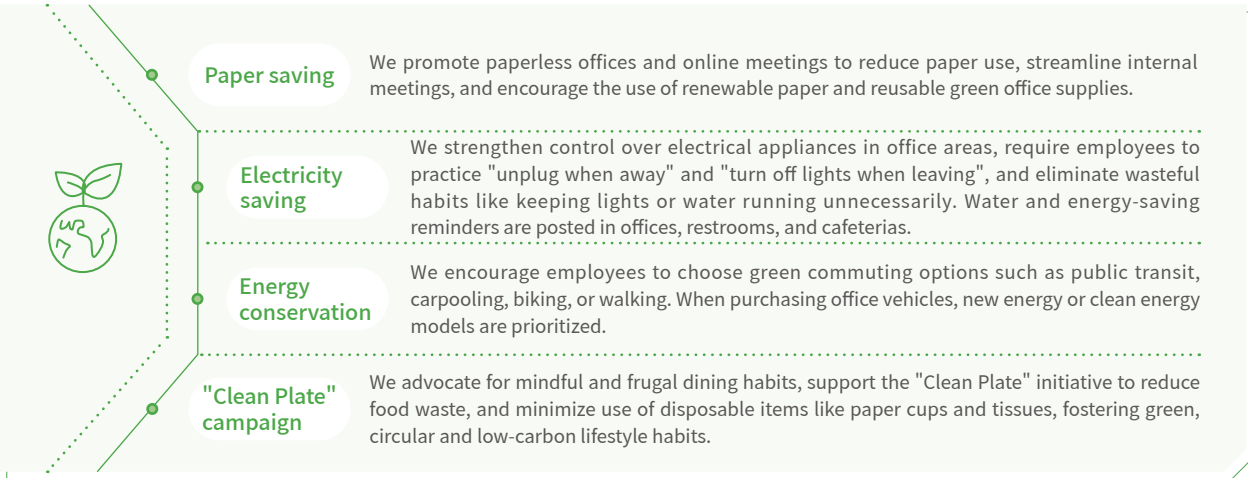 Paper saving
We promote paperless offices and online meetings to reduce paper use, streamline internal
meetings, and encourage the use of renewable paper and reusable green office supplies.
Electricity
saving
We strengthen control over electrical appliances in office areas, require employees to
practice "unplug when away" and "turn off lights when leaving", and eliminate wasteful
habits like keeping lights or water running unnecessarily. Water and energy-saving
reminders are posted in offices, restrooms, and cafeterias.
Energy
conservation
We encourage employees to choose green commuting options such as public transit,
carpooling, biking, or walking. When purchasing office vehicles, new energy or clean energy
models are prioritized.
"Clean Plate"
campaign
We advocate for mindful and frugal dining habits, support the "Clean Plate" initiative to reduce
food waste, and minimize use of disposable items like paper cups and tissues, fostering green,
circular and low-carbon lifestyle habits.